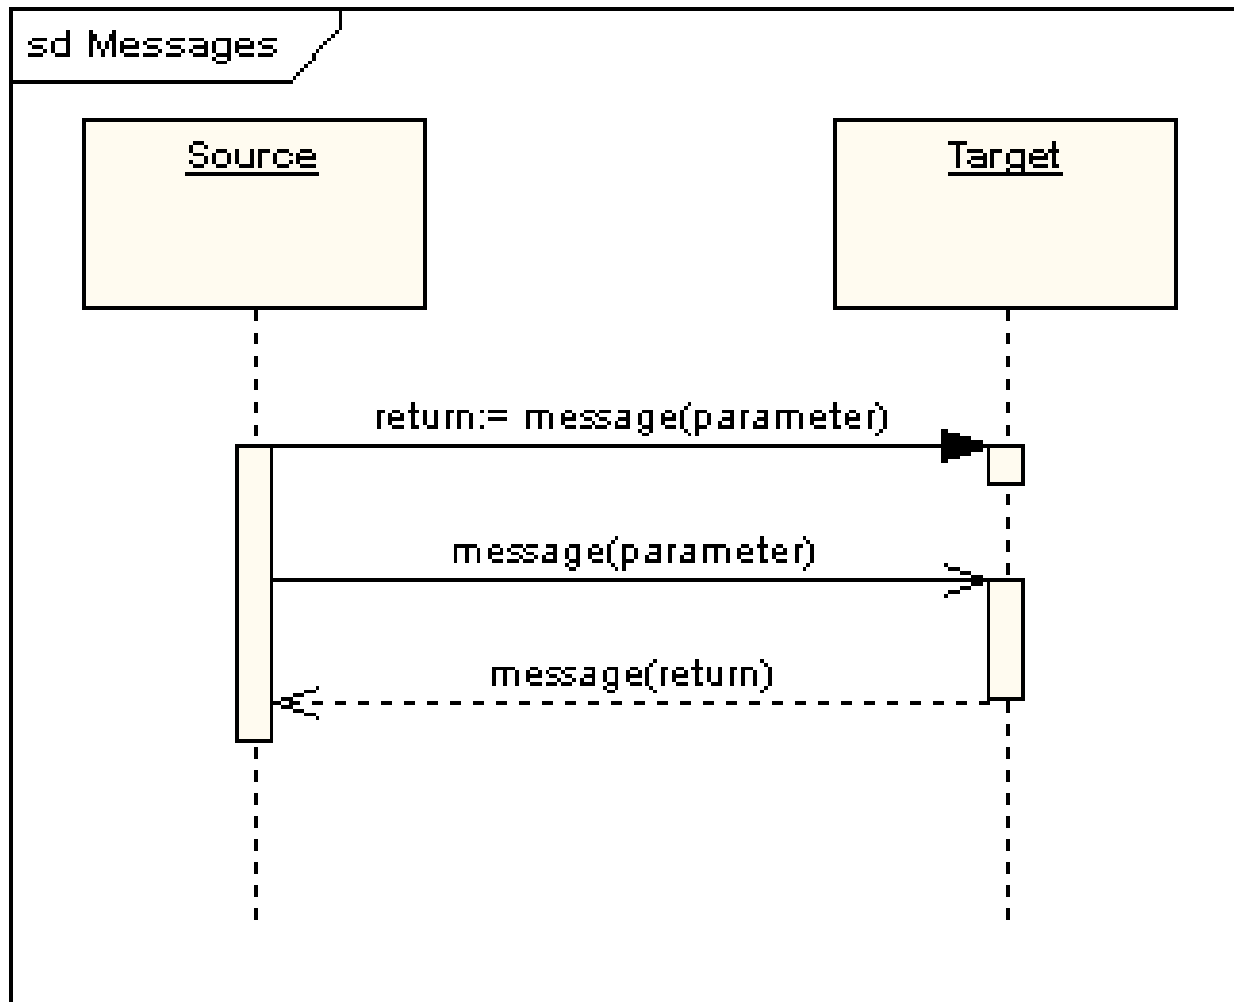 sd Messages
Source
Target
return:= message(parameter)
message(parameter)
message(return)